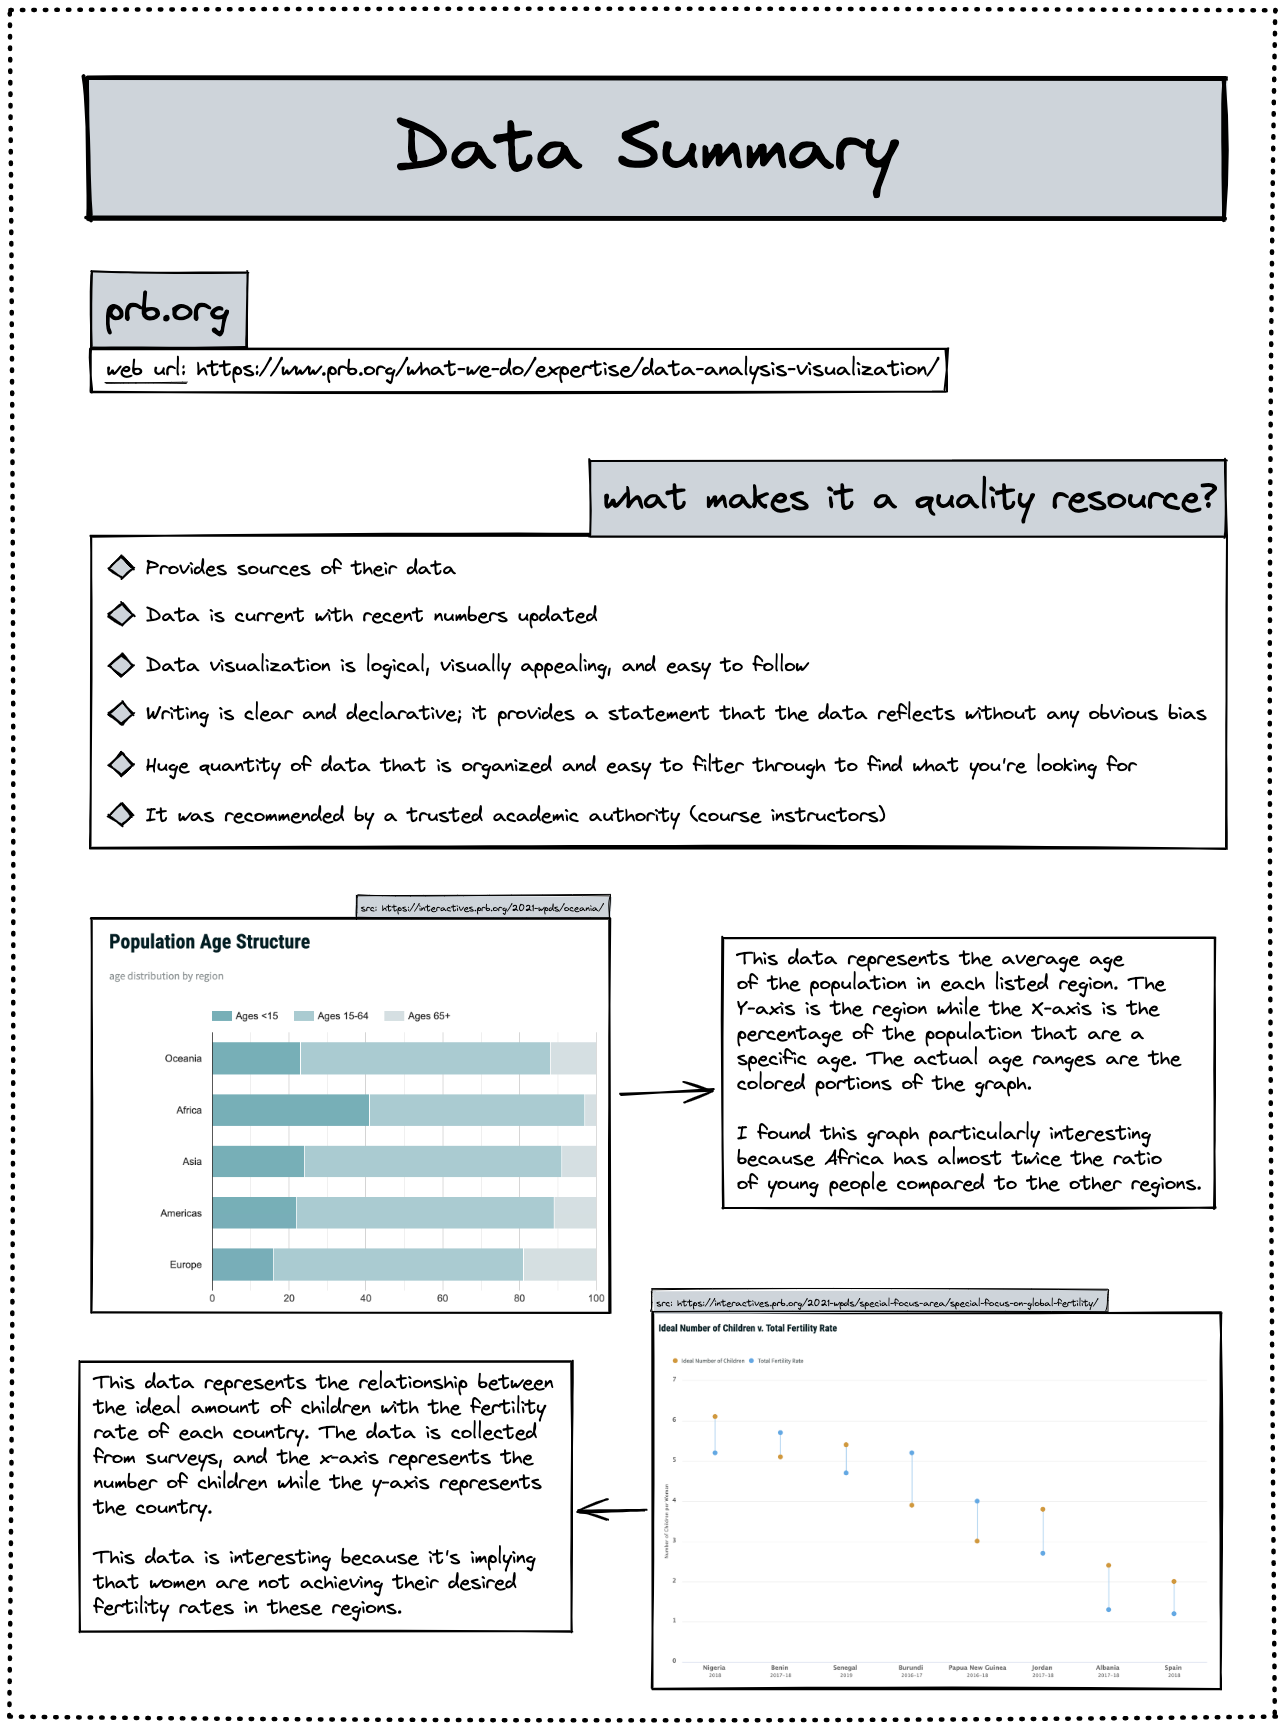 Data Summary
prb.org
web url: https://www.prb.org/what-we-do/expertise/data-analysis-visualization/
what makes it a quality resource?
Provides sources of their data
Data is current with recent numbers updated
Data visualization is logical, visually appealing, and easy to follow
Writing is clear and declarative; it provides a statement that the data reflects without any obvious bias
Huge quantity of data that is organized and easy to filter through to find what you're looking for
It was recommended by a trusted academic authority (course instructors)
src: https://interactives.prb.org/2021-wpds/oceania/
Population Age Structure
age distribution by region
Ages <15 Ages 15-64 Ages 65+
Oceania
Africa
Asia
Americas
Europe
0 20 40 60 80 100
This data represents the average age
of the population in each listed region. The
Y-axis is the region while the X-axis is the
percentage of the population that are a
specific age. The actual age ranges are the
colored portions of the graph.
I found this graph particularly interesting
because Africa has almost twice the ratio
of young people compared to the other regions.
src: https://interactives.prb.org/2021-wpds/special-focus-area/special-focus-on-global-fertility/
Ideal Number of Children v. Total Fertility Rate
Ideal Number of Children Total Fertility Rate
Number of Children per Woman
7
6
5
4
3
2
1
0
Nigeria Benin Senegal Burundi Papua New Guinea Jordan Albania Spain
2018 2017-18 2019 2016-17 2016-18 2017-18 2017-18 2018
This data represents the relationship between
the ideal amount of children with the fertility
rate of each country. The data is collected
from surveys, and the x-axis represents the
number of children while the y-axis represents
the country.
This data is interesting because it's implying
that women are not achieving their desired
fertility rates in these regions.